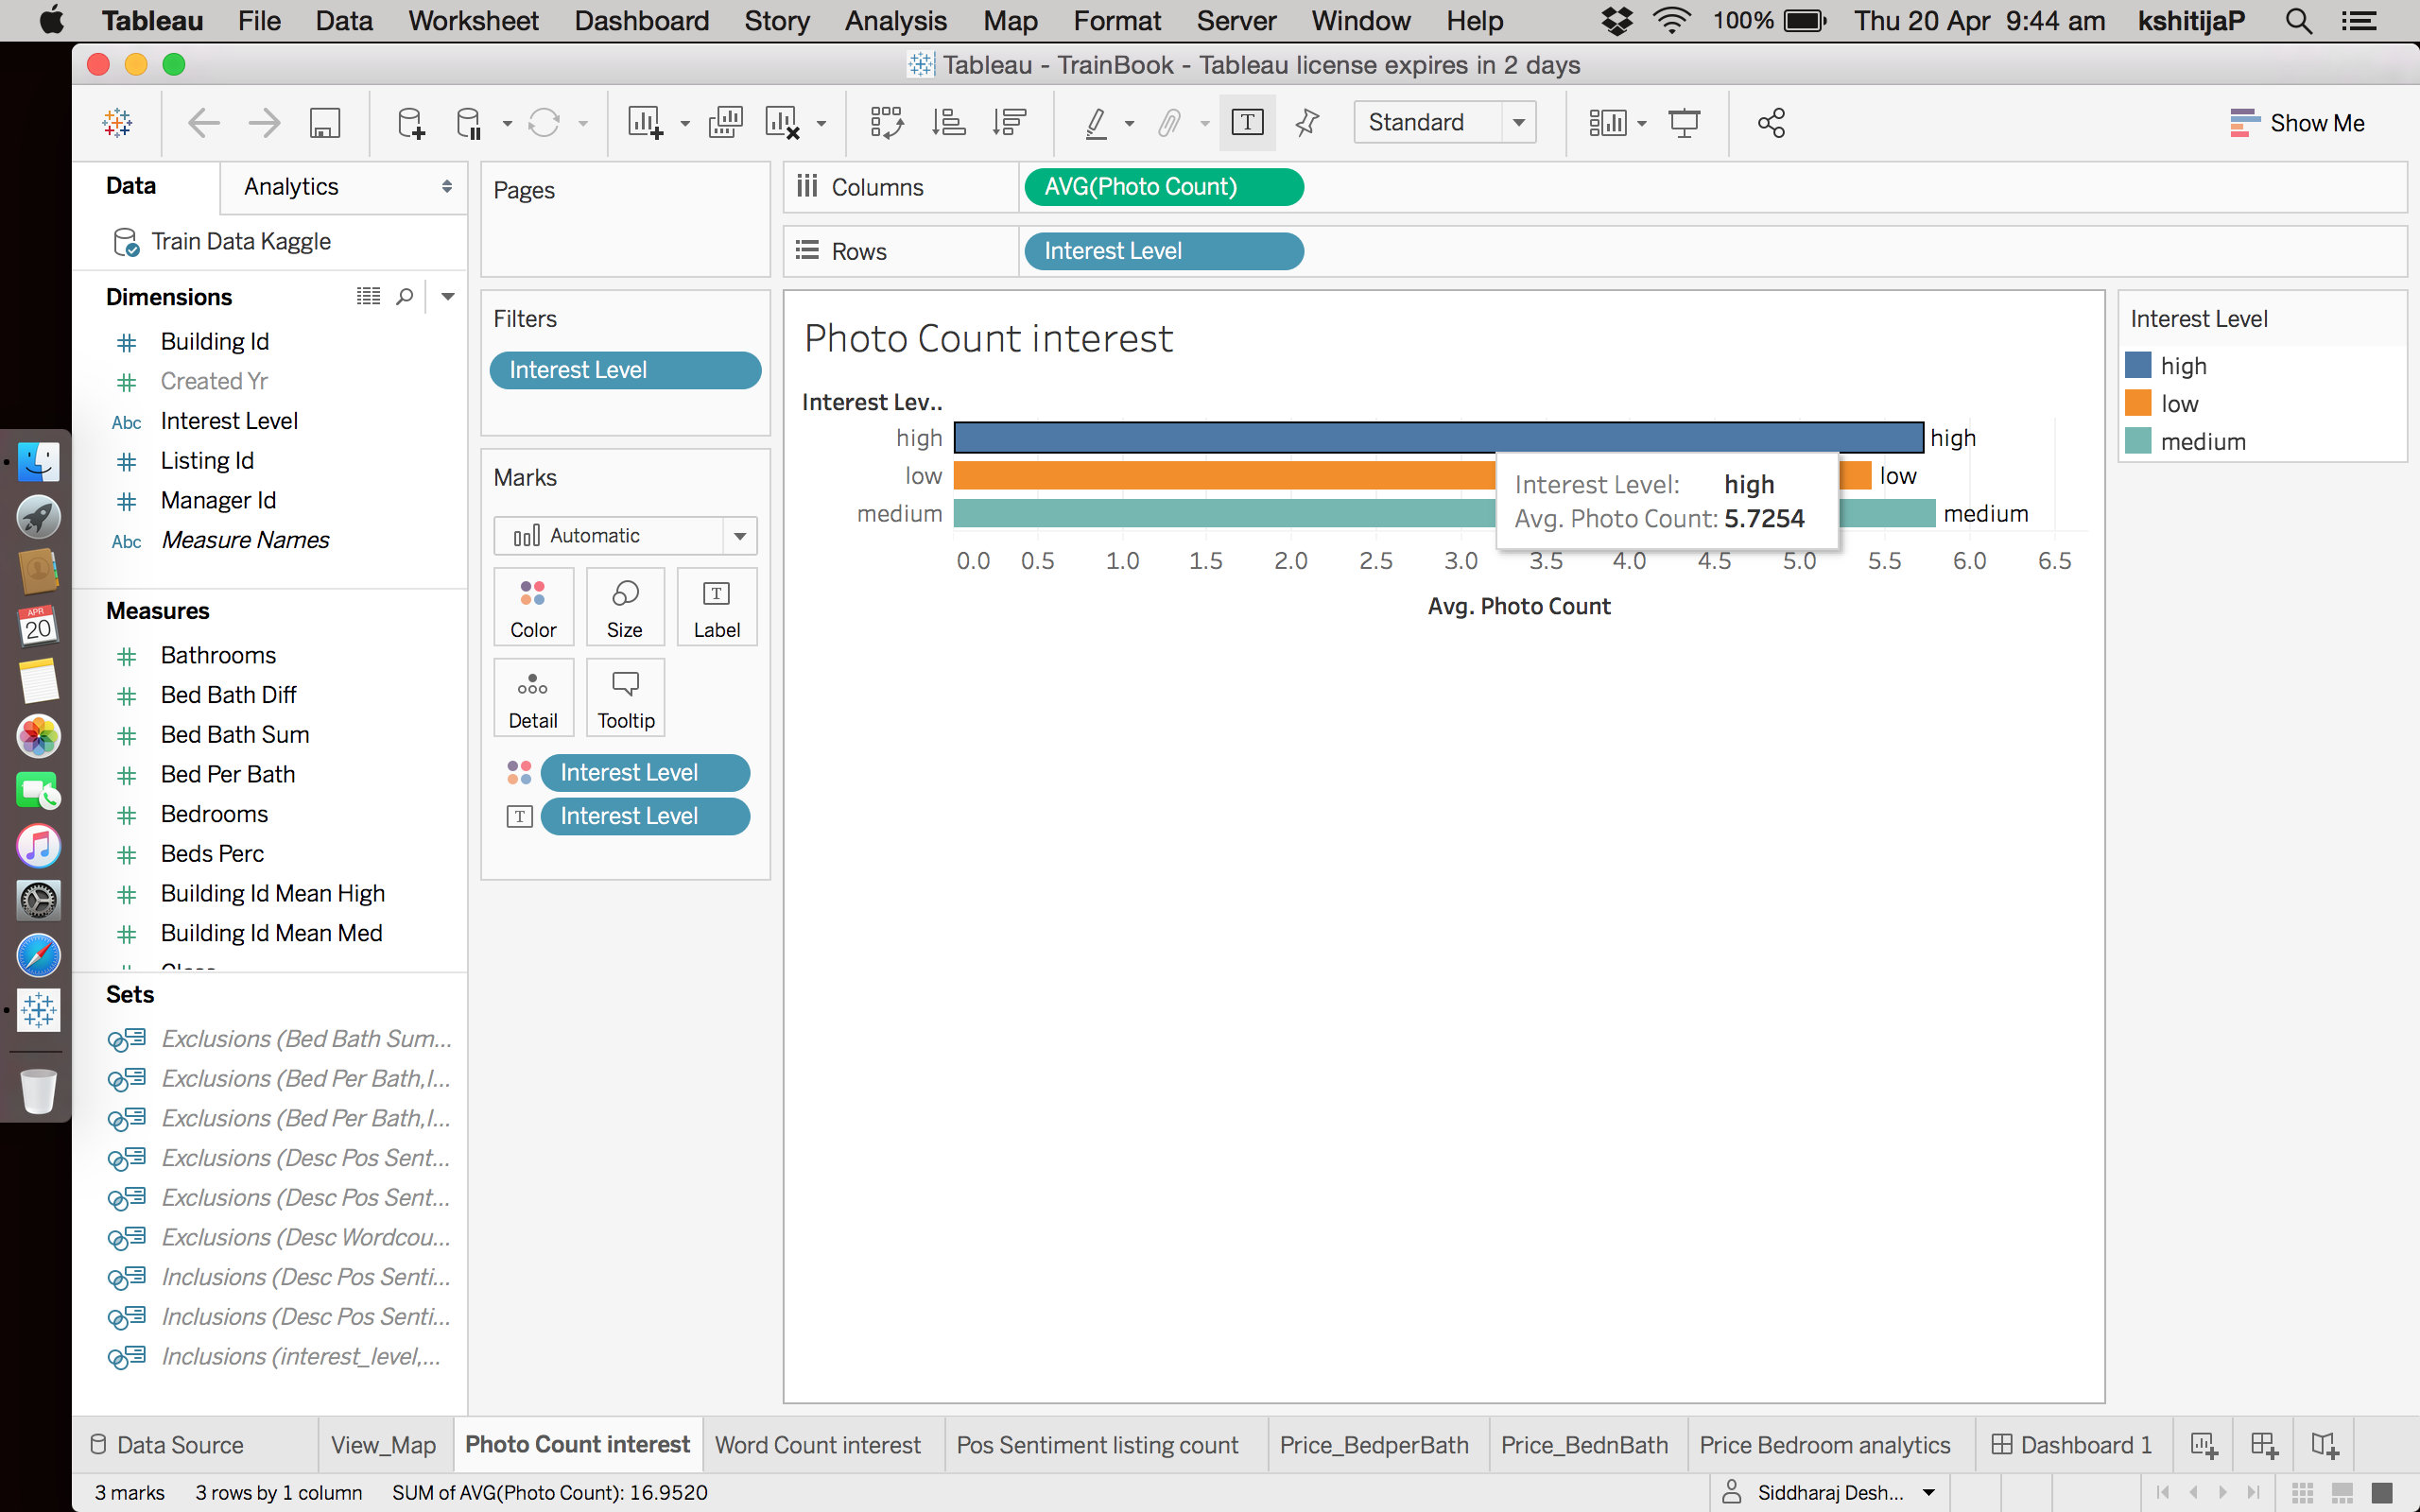 Tableau File Data Worksheet Dashboard Story Analysis Map Format Server Window Help 100% Thu 20 Apr 9:44 am kshitijaP
Tableau - TrainBook - Tableau license expires in 2 days
Standard
Show Me
Data
Analytics
Train Data Kaggle
Dimensions
Building Id
Created Yr
Abc Interest Level
Listing Id
Manager Id
Abc Measure Names
Measures
Bathrooms
Bed Bath Diff
Bed Bath Sum
Bed Per Bath
Bedrooms
Beds Perc
Building Id Mean High
Building Id Mean Med
Sets
Exclusions (Bed Bath Sum...
Exclusions (Bed Per Bath,I...
Exclusions (Bed Per Bath,I...
Exclusions (Desc Pos Sent...
Exclusions (Desc Pos Sent...
Exclusions (Desc Wordcou...
Inclusions (Desc Pos Senti...
Inclusions (Desc Pos Senti...
Inclusions (interest_level,...
APR
20
Pages
Filters
Interest Level
Marks
Automatic
Color Size Label
Detail Tooltip
Interest Level
Interest Level
Columns AVG(Photo Count)
Rows Interest Level
Photo Count interest
Interest Lev..
high high
low low
medium medium
Interest Level: high
Avg. Photo Count: 5.7254
0.0 0.5 1.0 1.5 2.0 2.5 3.0 3.5 4.0 4.5 5.0 5.5 6.0 6.5
Avg. Photo Count
Interest Level
high
low
medium
Data Source View_Map Photo Count interest Word Count interest Pos Sentiment listing count Price_BedperBath Price_BednBath Price Bedroom analytics Dashboard 1
3 marks 3 rows by 1 column SUM of AVG(Photo Count): 16.9520 Siddharaj Desh...